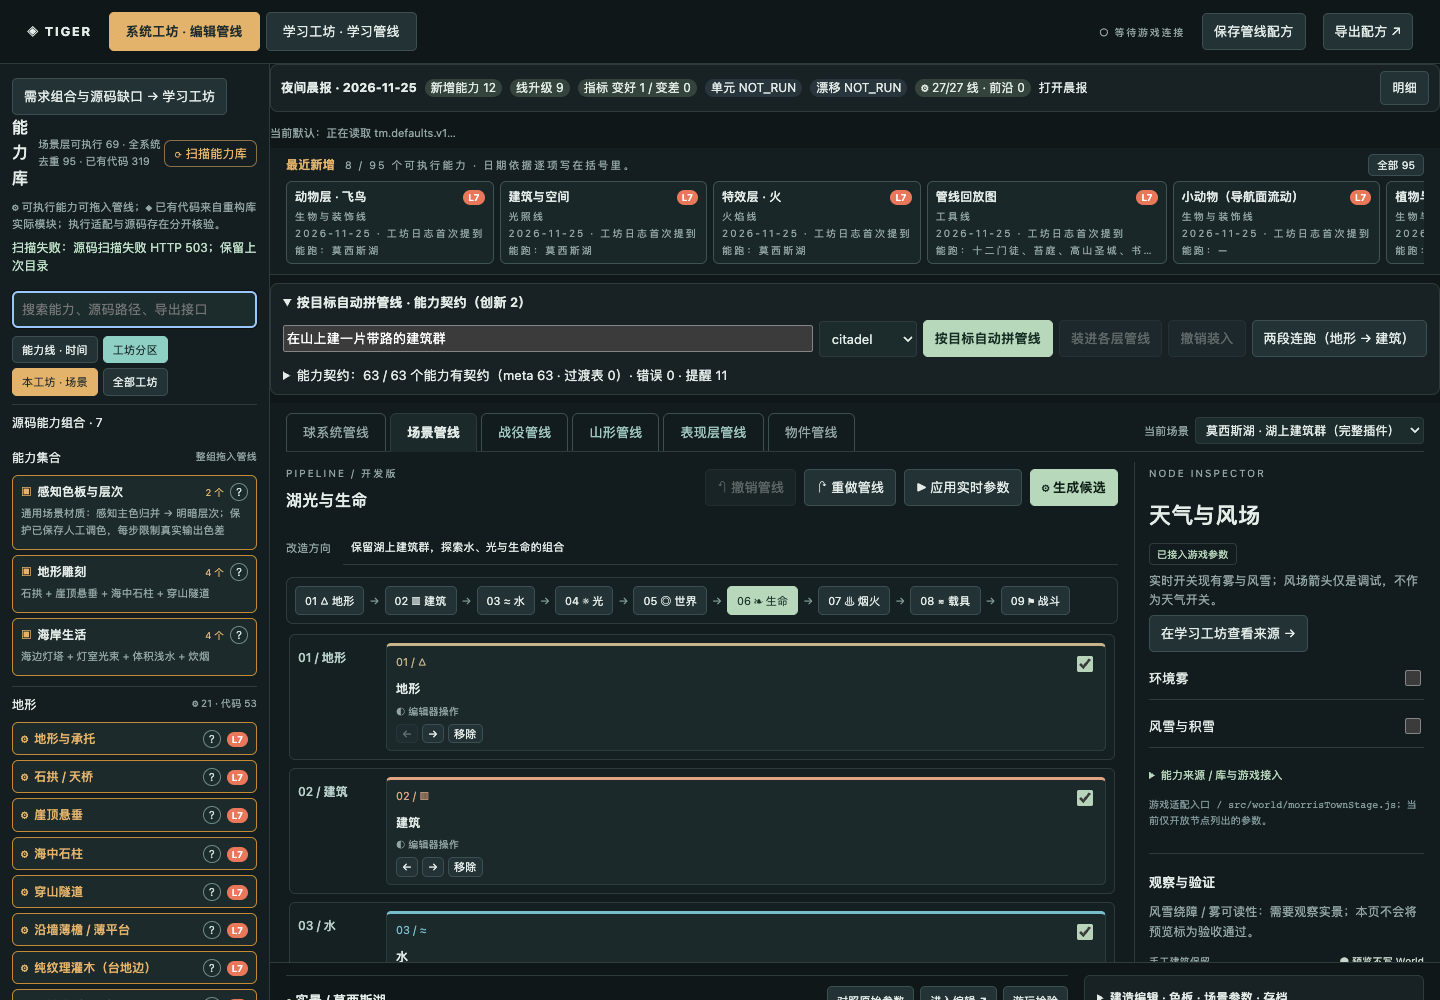 ◈ TIGER
系统工坊 · 编辑管线
学习工坊 · 学习管线
等待游戏连接
保存管线配方
导出配方 ↗
需求组合与源码缺口 → 学习工坊
能力库
场景层可执行 69 · 全系统去重 95 · 已有代码 319
⟳ 扫描能力库
⚙ 可执行能力可拖入管线；◆ 已有代码来自重构库
实际模块；执行适配与源码存在分开核验。
扫描失败：源码扫描失败 HTTP 503；保留上
次目录
搜索能力、源码路径、导出接口
能力线 · 时间
工坊分区
本工坊 · 场景
全部工坊
源码能力组合 · 7
能力集合
整组拖入管线
▣ 感知色板与层次 2 个 ?
通用场景材质：感知主色归并 → 明暗层次；保
护已保存人工调色，每步限制真实输出色差
▣ 地形雕刻 4 个 ?
石拱 + 崖顶悬垂 + 海中石柱 + 穿山隧道
▣ 海岸生活 4 个 ?
海边灯塔 + 灯室光束 + 体积浅水 + 炊烟
地形 ⚙ 21 · 代码 53
⚙ 地形与承托 ? L7
⚙ 石拱 / 天桥 ? L7
⚙ 崖顶悬垂 ? L7
⚙ 海中石柱 ? L7
⚙ 穿山隧道 ? L7
⚙ 沿墙薄檐 / 薄平台 ? L7
⚙ 纯纹理灌木（台地边） ? L7
夜间晨报 · 2026-11-25
新增能力 12
线升级 9
指标 变好 1 / 变差 0
单元 NOT_RUN
漂移 NOT_RUN
⚙ 27/27 线 · 前沿 0
打开晨报
明细
当前默认：正在读取 tm.defaults.v1…
最近新增 8 / 95 个可执行能力 · 日期依据逐项写在括号里。
全部 95
动物层 · 飞鸟 L7
生物与装饰线
2026-11-25 · 工坊日志首次提到
能跑：莫西斯湖
建筑与空间 L7
光照线
2026-11-25 · 工坊日志首次提到
能跑：莫西斯湖
特效层 · 火 L7
火焰线
2026-11-25 · 工坊日志首次提到
能跑：莫西斯湖
管线回放图 L7
工具线
2026-11-25 · 工坊日志首次提到
能跑：十二门徒、苔庭、高山圣城、书…
小动物（导航面流动） L7
生物与装饰线
2026-11-25 · 工坊日志首次提到
能跑：—
▼ 按目标自动拼管线 · 能力契约（创新 2）
在山上建一片带路的建筑群
citadel
按目标自动拼管线
装进各层管线
撤销装入
两段连跑（地形 → 建筑）
▶ 能力契约：63 / 63 个能力有契约（meta 63 · 过渡表 0）· 错误 0 · 提醒 11
球系统管线
场景管线
战役管线
山形管线
表现层管线
物件管线
当前场景
莫西斯湖 · 湖上建筑群（完整插件）
PIPELINE / 开发版
湖光与生命
撤销管线
重做管线
▶ 应用实时参数
⚙ 生成候选
改造方向
保留湖上建筑群，探索水、光与生命的组合
01 △ 地形 → 02 ▥ 建筑 → 03 ≈ 水 → 04 ☀ 光 → 05 ◎ 世界 → 06 ❧ 生命 → 07 ♨ 烟火 → 08 ≋ 载具 → 09 ⚑ 战斗
01 / 地形
01 / △
地形
◐ 编辑器操作
← → 移除
02 / 建筑
02 / ▥
建筑
◐ 编辑器操作
← → 移除
03 / 水
03 / ≈
水
NODE INSPECTOR
天气与风场
已接入游戏参数
实时开关现有雾与风雪；风场箭头仅是调试，不作
为天气开关。
在学习工坊查看来源 →
环境雾
风雪与积雪
▶ 能力来源 / 库与游戏接入
游戏适配入口 / src/world/morrisTownStage.js；当
前仅开放节点列出的参数。
观察与验证
风雪绕障 / 雾可读性：需要观察实景；本页不会将
预览标为验收通过。